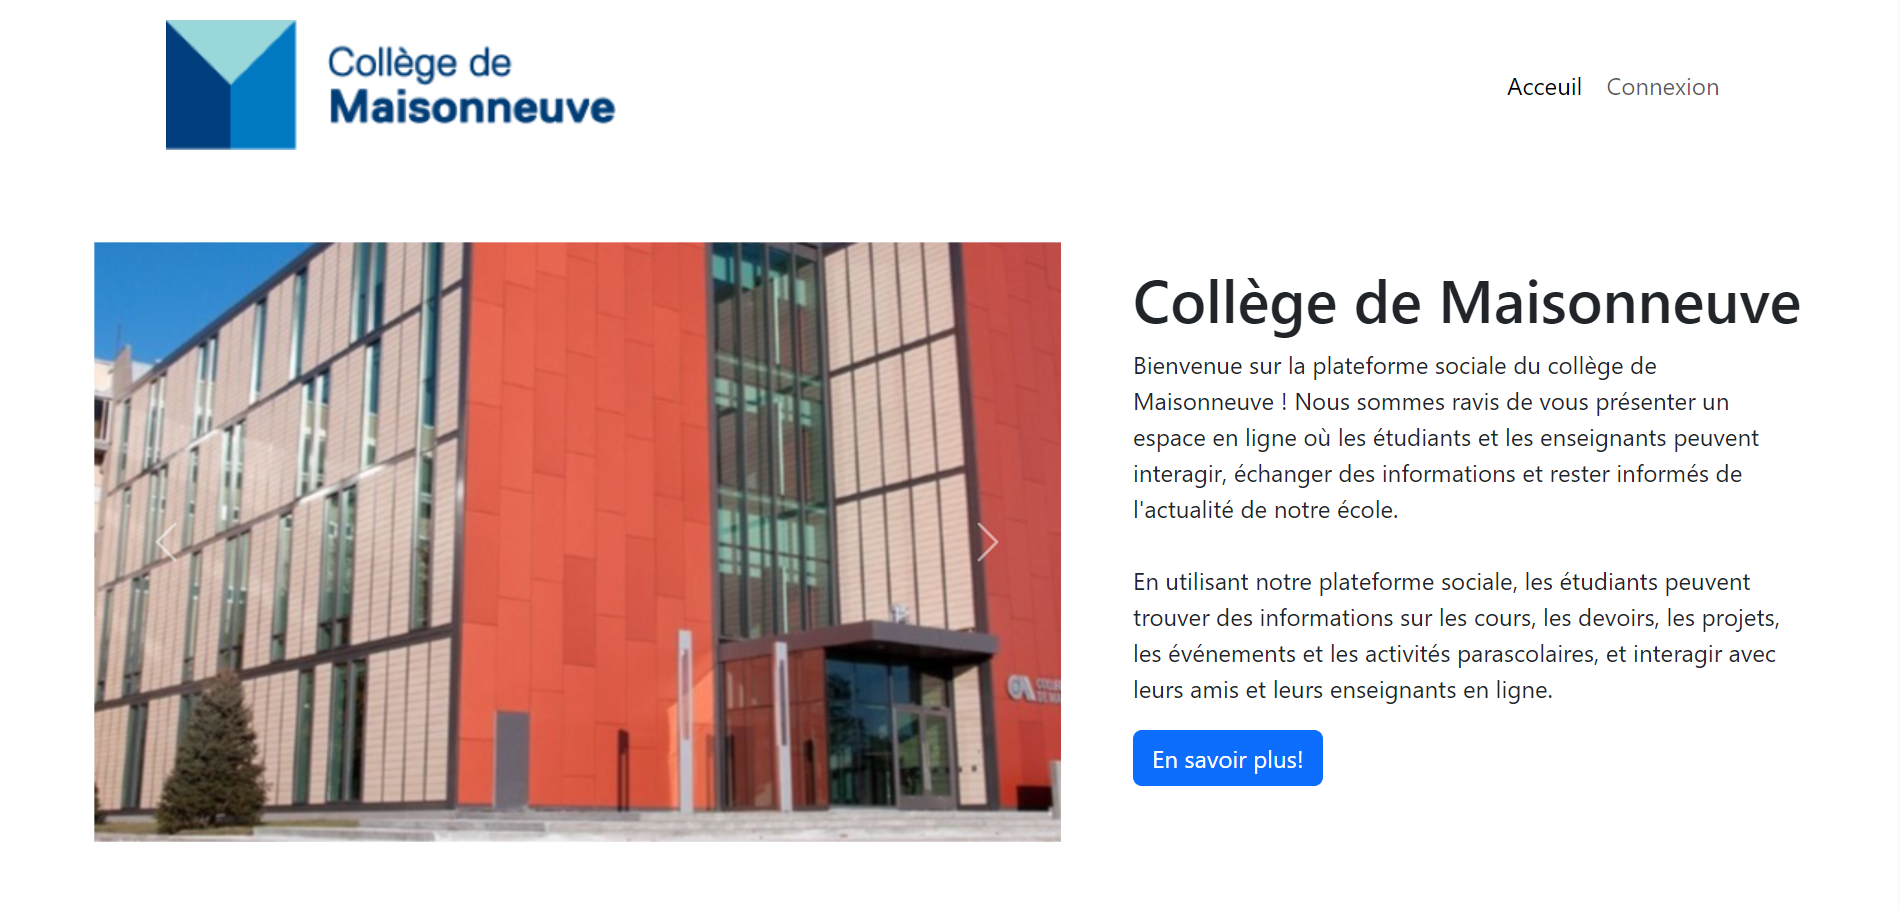 Collège de
Maisonneuve
Acceuil
Connexion
Collège de Maisonneuve
Bienvenue sur la plateforme sociale du collège de
Maisonneuve ! Nous sommes ravis de vous présenter un
espace en ligne où les étudiants et les enseignants peuvent
interagir, échanger des informations et rester informés de
l'actualité de notre école.
En utilisant notre plateforme sociale, les étudiants peuvent
trouver des informations sur les cours, les devoirs, les projets,
les événements et les activités parascolaires, et interagir avec
leurs amis et leurs enseignants en ligne.
En savoir plus!